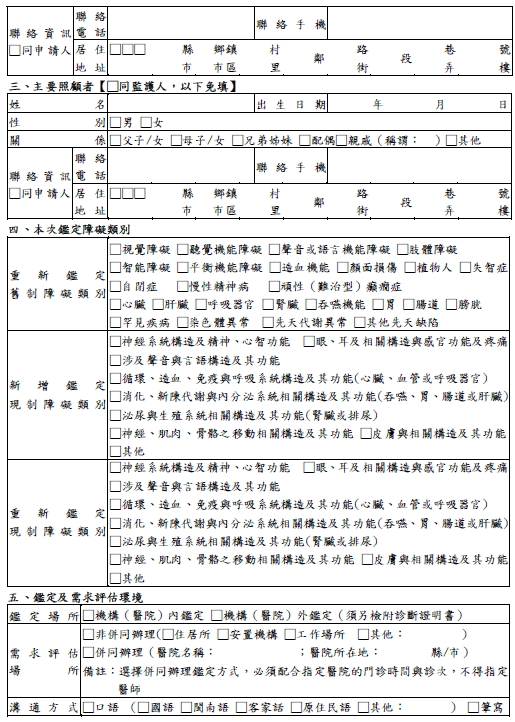 聯絡資訊 聯絡電話 聯絡手機
□同申請人 居住地址 □□□ 縣市 鄉鎮市區 村里 鄰 路街 段 巷弄 號樓
三、主要照顧者【□同監護人,以下免填】
姓名 出生日期 年 月 日
性別 □男 □女
關係 □父子/女 □母子/女 □兄弟姊妹 □配偶□親戚(稱謂: ) □其他
聯絡資訊 聯絡電話 聯絡手機
□同申請人 居住地址 □□□ 縣市 鄉鎮市區 村里 鄰 路街 段 巷弄 號樓
四、本次鑑定障礙類別
重新鑑定舊制障礙類別
□視覺障礙 □聽覺機能障礙 □聲音或語言機能障礙 □肢體障礙
□智能障礙 □平衡機能障礙 □造血機能 □顏面損傷 □植物人 □失智症
□自閉症 □慢性精神病 □頑性(難治型)癲癇症
□心臟 □肝臟 □呼吸器官 □腎臟 □吞嚥機能 □胃 □腸道 □膀胱
□罕見疾病 □染色體異常 □先天代謝異常 □其他先天缺陷
新增鑑定現制障礙類別
□神經系統構造及精神、心智功能 □眼、耳及相關構造與感官功能及疼痛
□涉及聲音與言語構造及其功能
□循環、造血、免疫與呼吸系統構造及其功能(心臟、血管或呼吸器官)
□消化、新陳代謝與內分泌系統相關構造及其功能(吞嚥、胃、腸道或肝臟)
□泌尿與生殖系統相關構造及其功能(腎臟或排尿)
□神經、肌肉、骨骼之移動相關構造及其功能 □皮膚與相關構造及其功能
□其他
重新鑑定現制障礙類別
□神經系統構造及精神、心智功能 □眼、耳及相關構造與感官功能及疼痛
□涉及聲音與言語構造及其功能
□循環、造血、免疫與呼吸系統構造及其功能(心臟、血管或呼吸器官)
□消化、新陳代謝與內分泌系統相關構造及其功能(吞嚥、胃、腸道或肝臟)
□泌尿與生殖系統相關構造及其功能(腎臟或排尿)
□神經、肌肉、骨骼之移動相關構造及其功能 □皮膚與相關構造及其功能
□其他
五、鑑定及需求評估環境
鑑定場所 □機構(醫院)內鑑定 □機構(醫院)外鑑定(須另檢附診斷證明書)
需求評估場所
□非併同辦理(□住居所 □安置機構 □工作場所 □其他: )
□併同辦理(醫院名稱: ;醫院所在地: 縣/市)
備註:選擇併同辦理鑑定方式,必須配合指定醫院的門診時間與診次,不得指定
醫師
溝通方式 □口語(□國語 □閩南語 □客家話 □原住民語 □其他: ) □筆寫